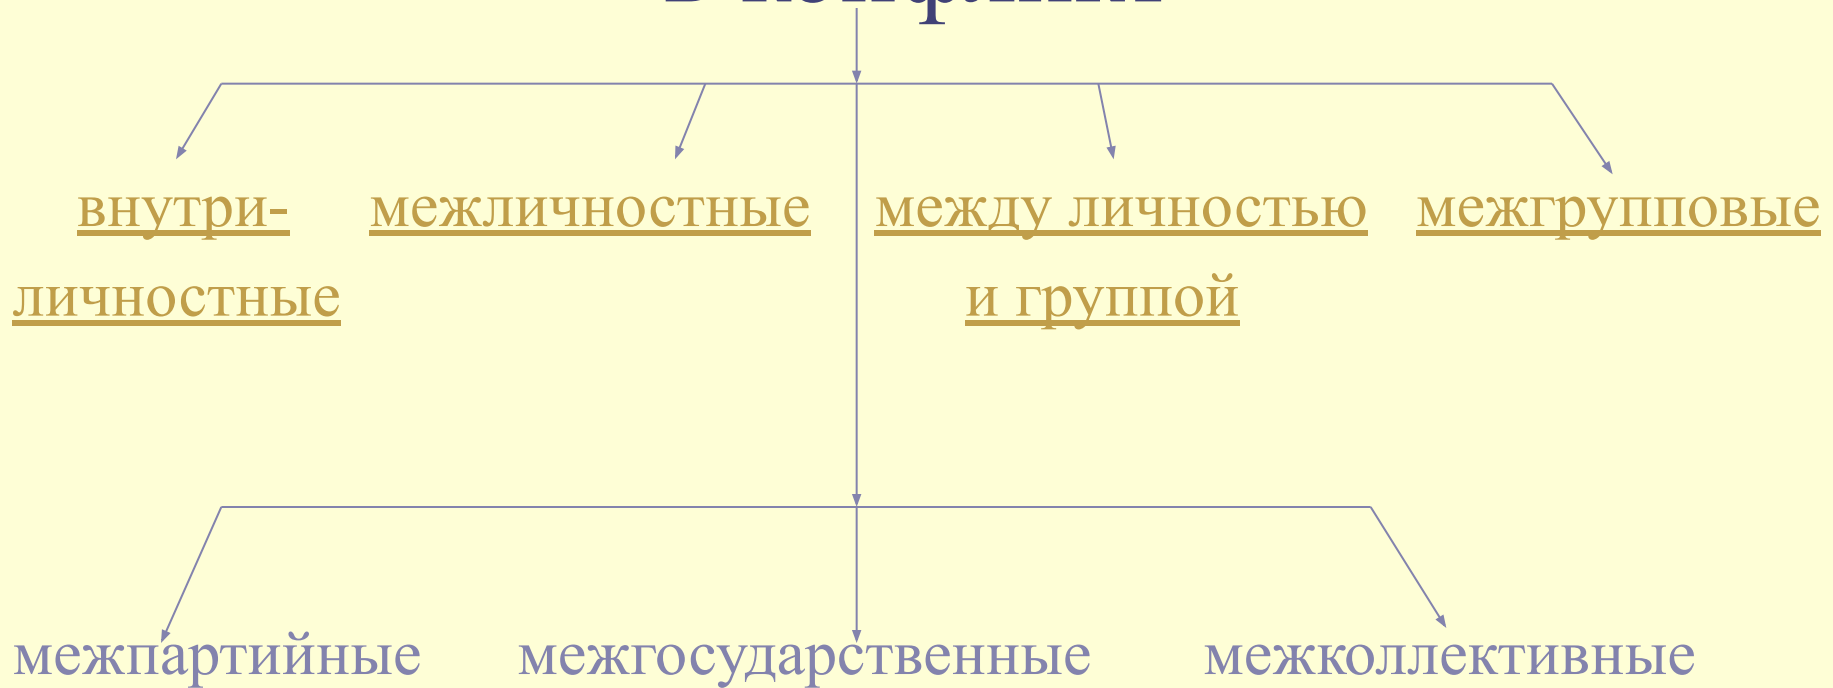 внутри- межличностные между личностью межгрупповые
личностные и группой
межпартийные межгосударственные межколлективные